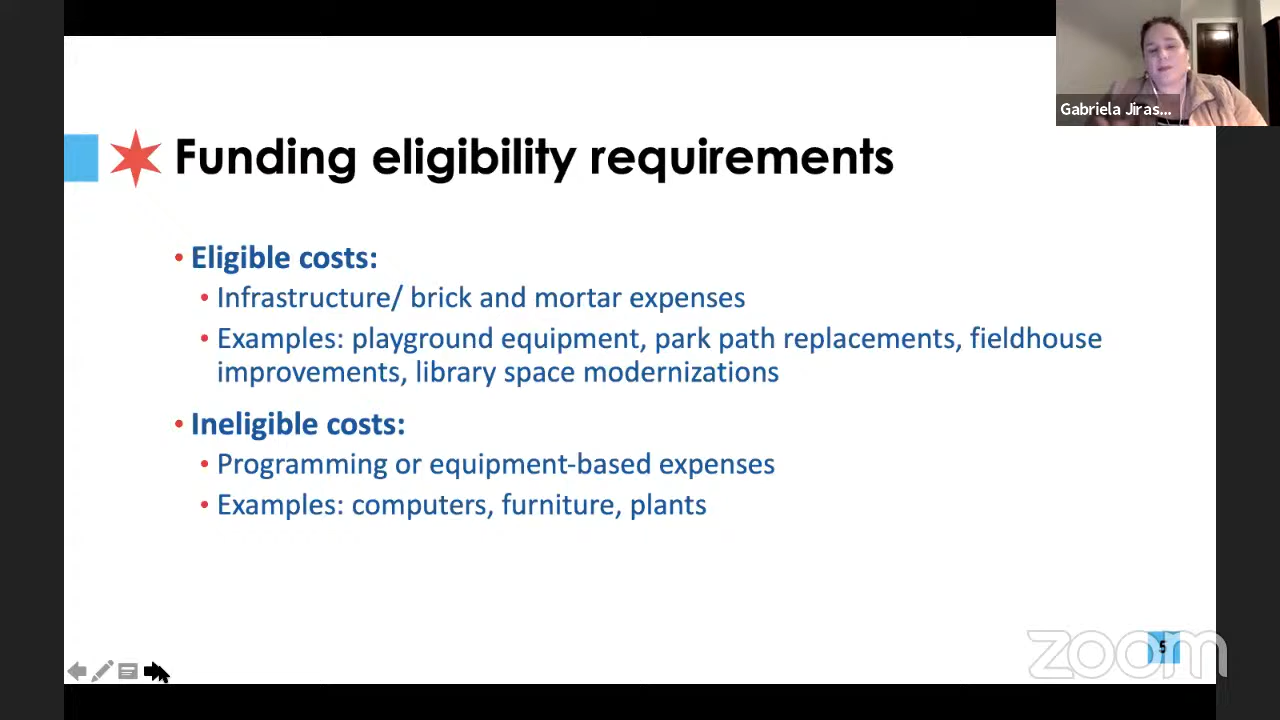 Gabriela Jiras...
Funding eligibility requirements
• Eligible costs:
• Infrastructure/ brick and mortar expenses
• Examples: playground equipment, park path replacements, fieldhouse
improvements, library space modernizations
• Ineligible costs:
• Programming or equipment-based expenses
• Examples: computers, furniture, plants
5
zoom